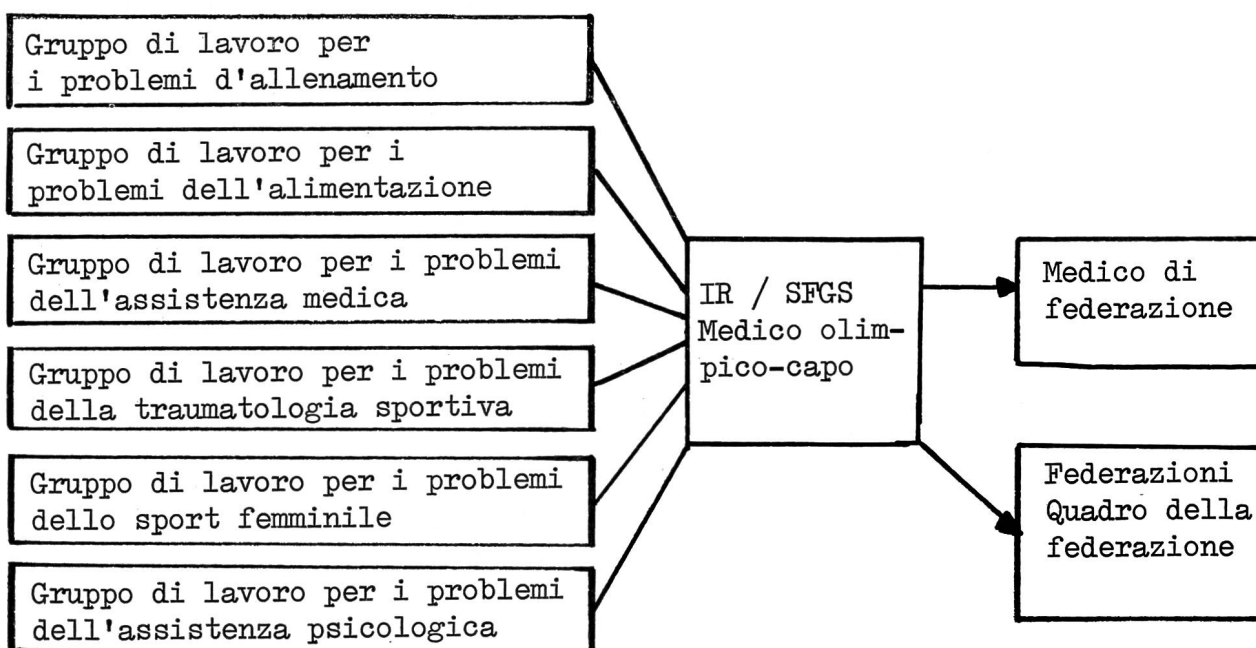 Gruppo di lavoro per
i problemi d'allenamento
Gruppo di lavoro per i
problemi dell'alimentazione
Gruppo di lavoro per i problemi
dell'assistenza medica
Gruppo di lavoro per i problemi
della traumatologia sportiva
Gruppo di lavoro per i problemi
dello sport femminile
Gruppo di lavoro per i problemi
dell'assistenza psicologica
IR / SFGS
Medico olim-
pico-capo
Medico di
federazione
Federazioni
Quadro della
federazione